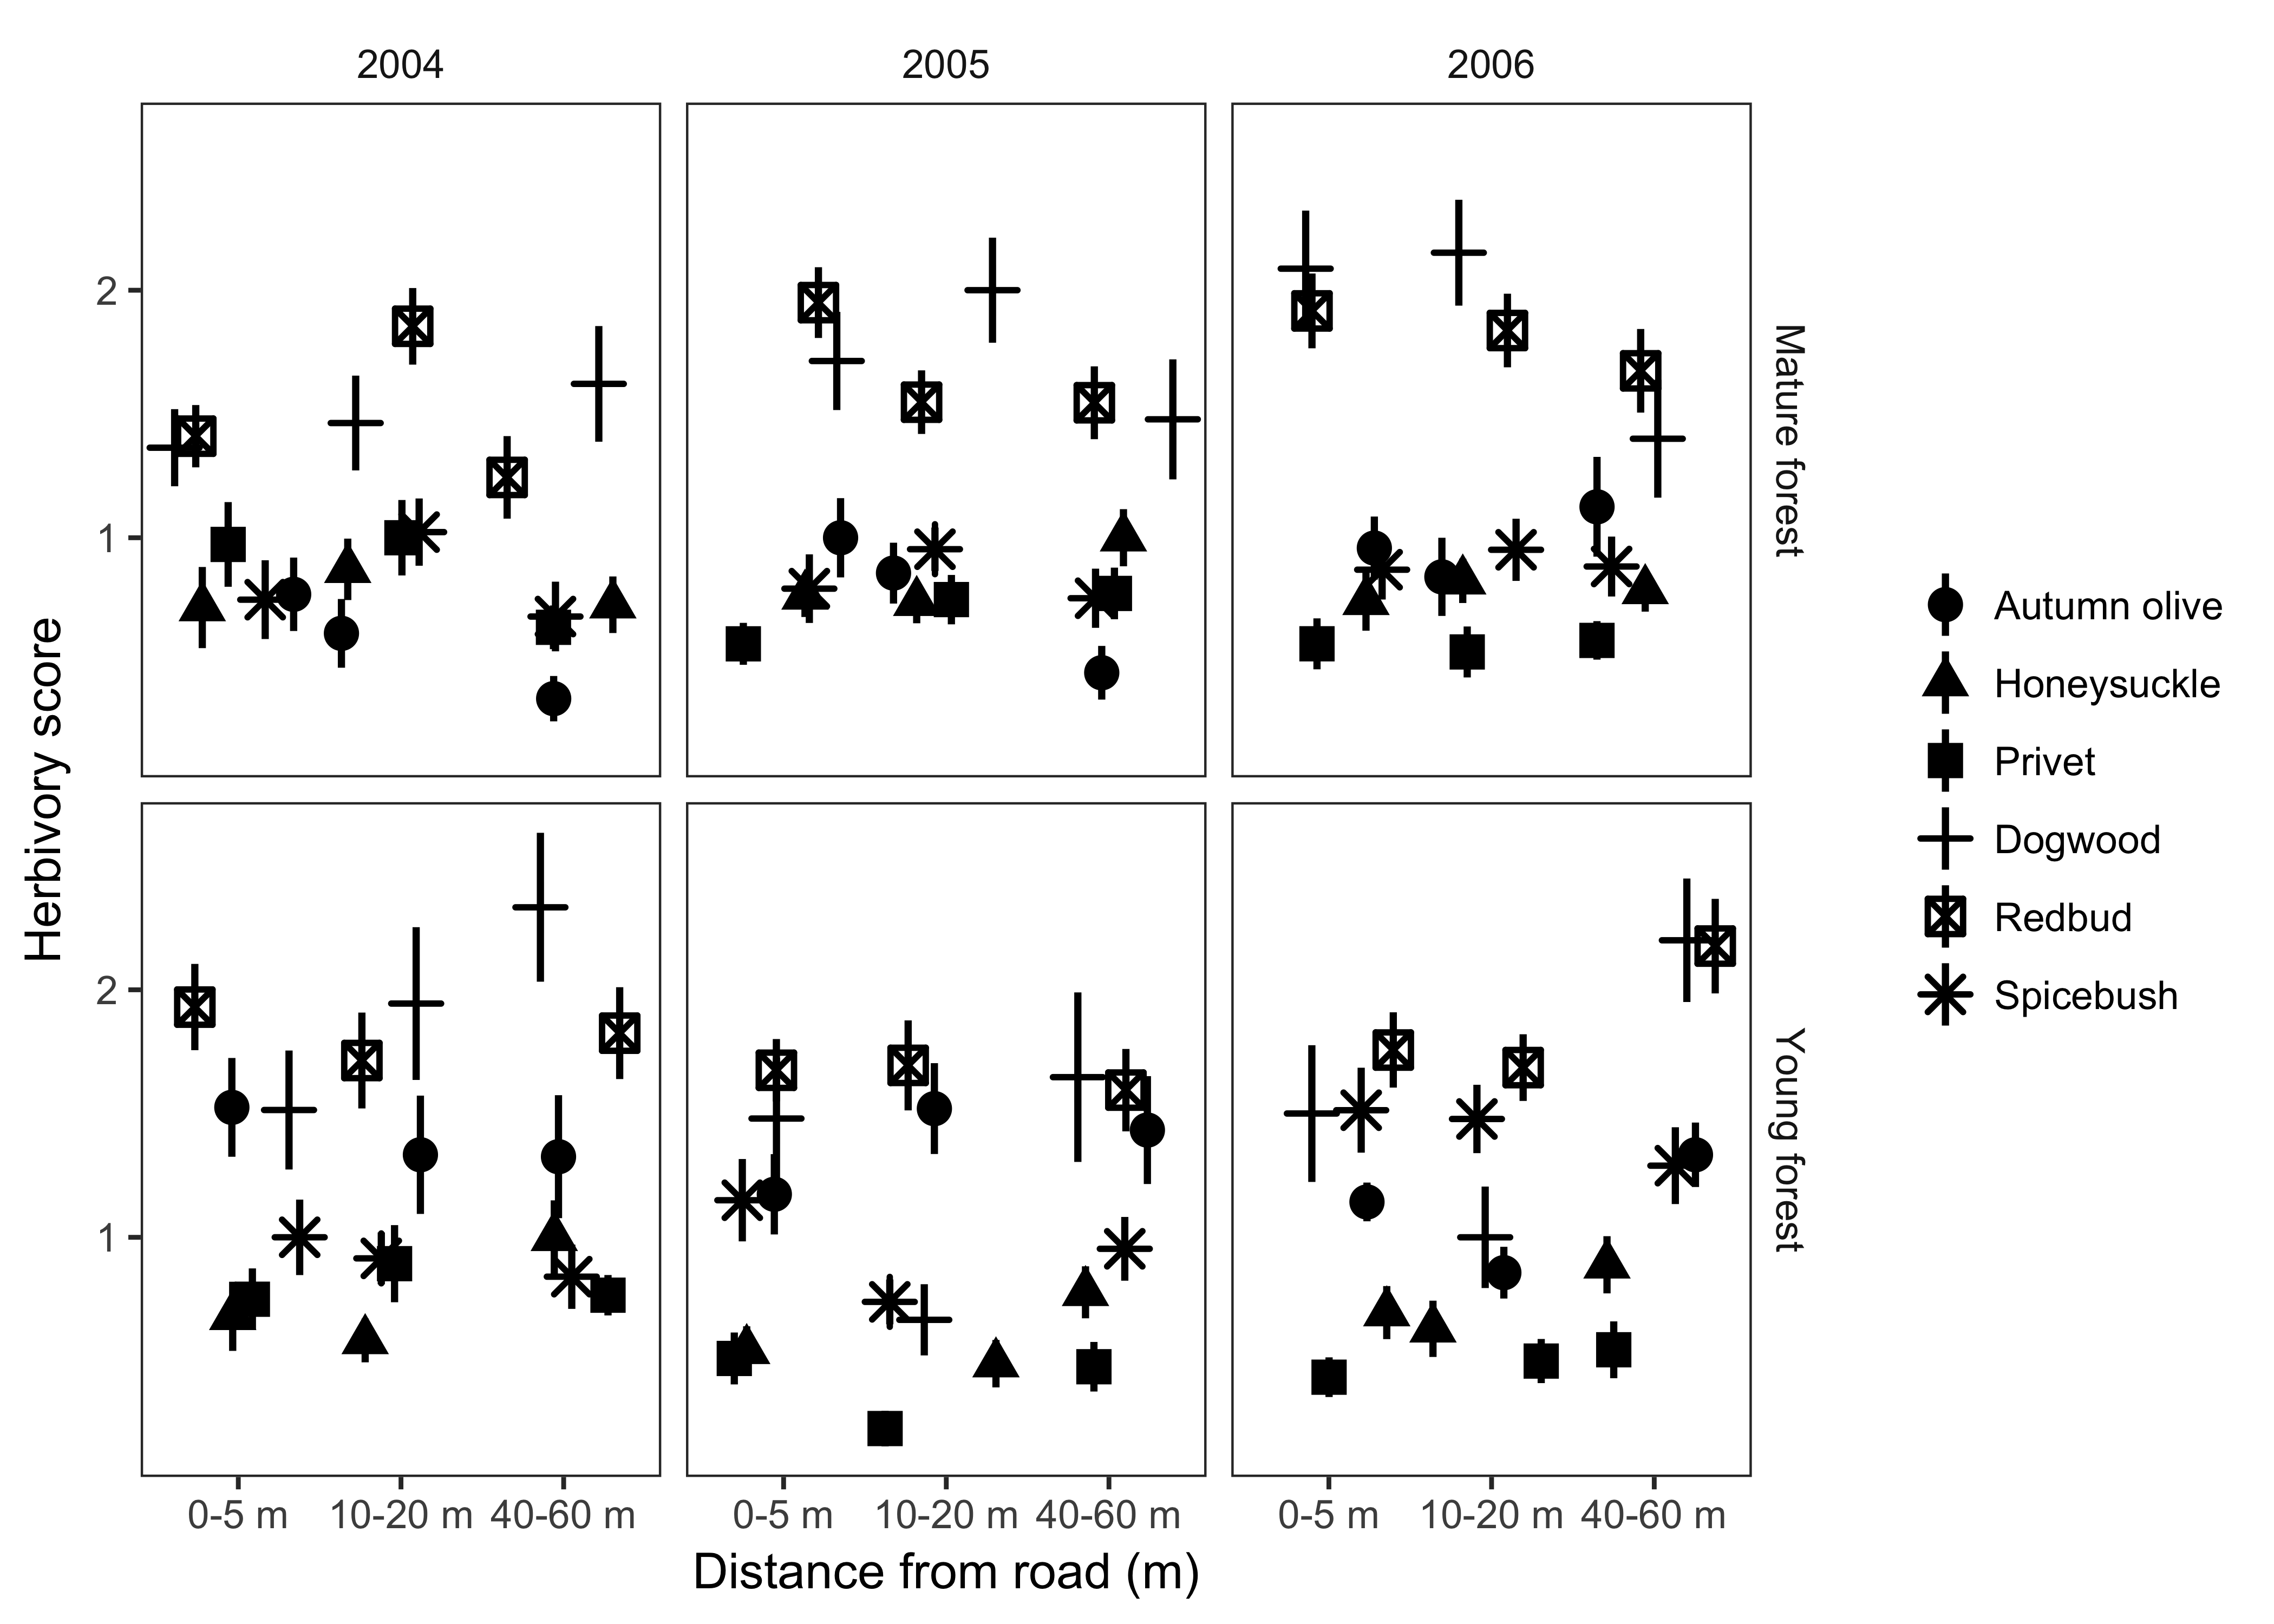 2004 2005 2006
Herbivory score
2
1
Mature forest
2
1
Young forest
0-5 m 10-20 m 40-60 m 0-5 m 10-20 m 40-60 m 0-5 m 10-20 m 40-60 m
Distance from road (m)
Autumn olive
Honeysuckle
Privet
Dogwood
Redbud
Spicebush